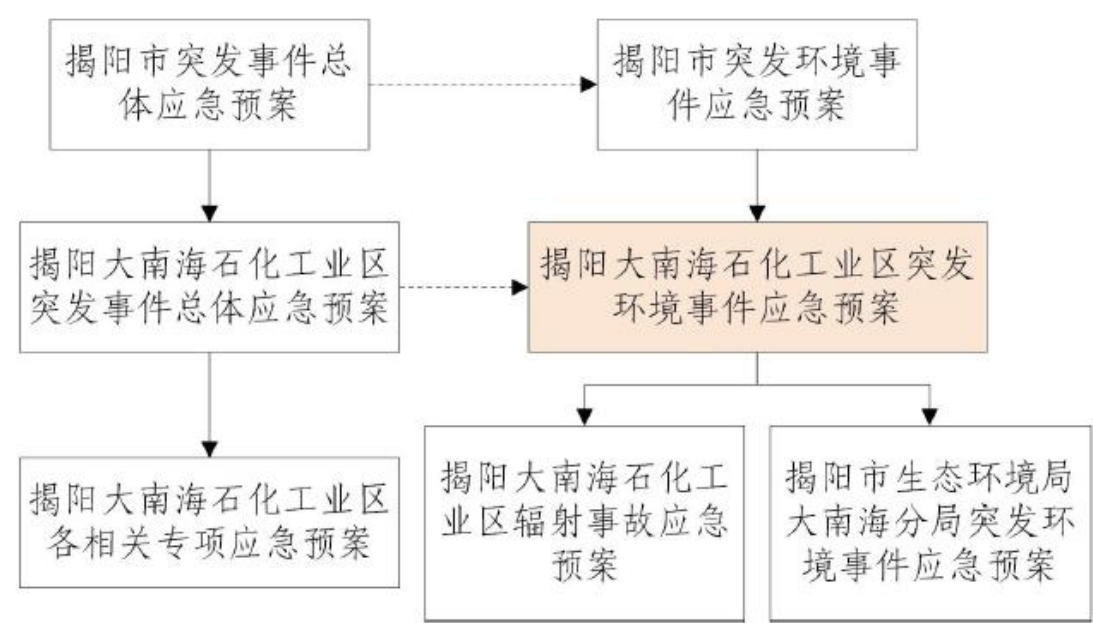 揭阳市突发事件总
体应急预案
揭阳市突发环境事
件应急预案
揭阳大南海石化工业区
突发事件总体应急预案
揭阳大南海石化工业区突发
环境事件应急预案
揭阳大南海石化工业区
各相关专项应急预案
揭阳大南海石化工
业区辐射事故应急
预案
揭阳市生态环境局
大南海分局突发环
境事件应急预案